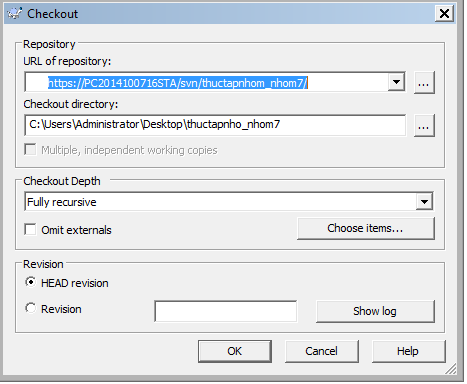 Checkout
Repository
URL of repository:
https://PC2014100716STA/svn/thuctapnhom_nhom7/
...
Checkout directory:
C:\Users\Administrator\Desktop\thuctapnho_nhom7
...
Multiple, independent working copies
Checkout Depth
Fully recursive
Omit externals
Choose items...
Revision
HEAD revision
Revision
Show log
OK
Cancel
Help